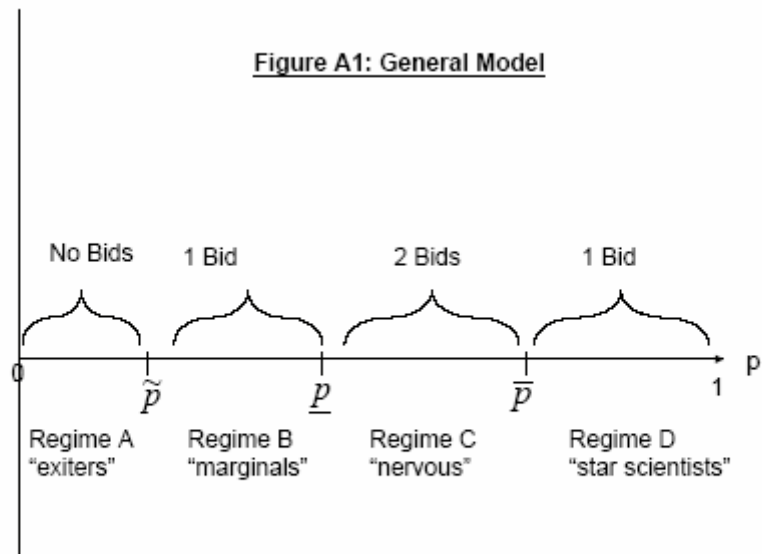 Figure A1: General Model
No Bids
1 Bid
2 Bids
1 Bid
0
p̃
p̲
p̅
1
p
Regime A
“exiters”
Regime B
“marginals”
Regime C
“nervous”
Regime D
“star scientists”